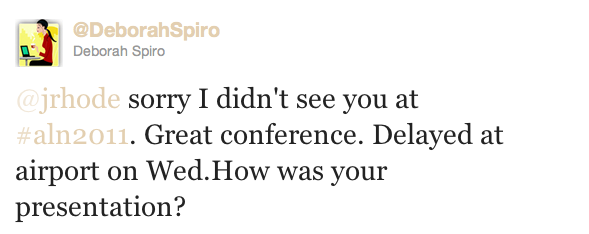 @DeborahSpiro
Deborah Spiro
@jrhode sorry I didn't see you at
#aln2011. Great conference. Delayed at
airport on Wed.How was your
presentation?